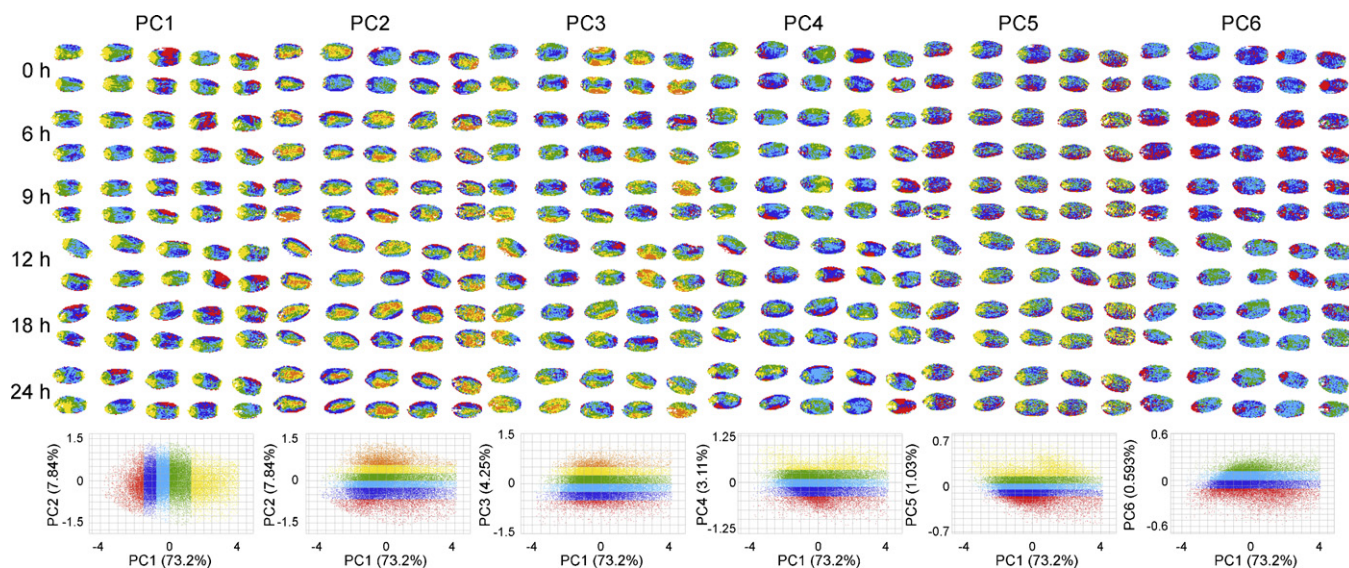 PC1 PC2 PC3 PC4 PC5 PC6
0 h
6 h
9 h
12 h
18 h
24 h
PC2 (7.84%)
1.5
0
-1.5
-4 0 4
PC1 (73.2%)
PC2 (7.84%)
1.5
0
-1.5
-4 0 4
PC1 (73.2%)
PC3 (4.25%)
1.5
0
-1.5
-4 0 4
PC1 (73.2%)
PC4 (3.11%)
1.25
0
-1.25
-4 0 4
PC1 (73.2%)
PC5 (1.03%)
0.7
0
-0.7
-4 0 4
PC1 (73.2%)
PC6 (0.593%)
0.6
0
-0.6
-4 0 4
PC1 (73.2%)